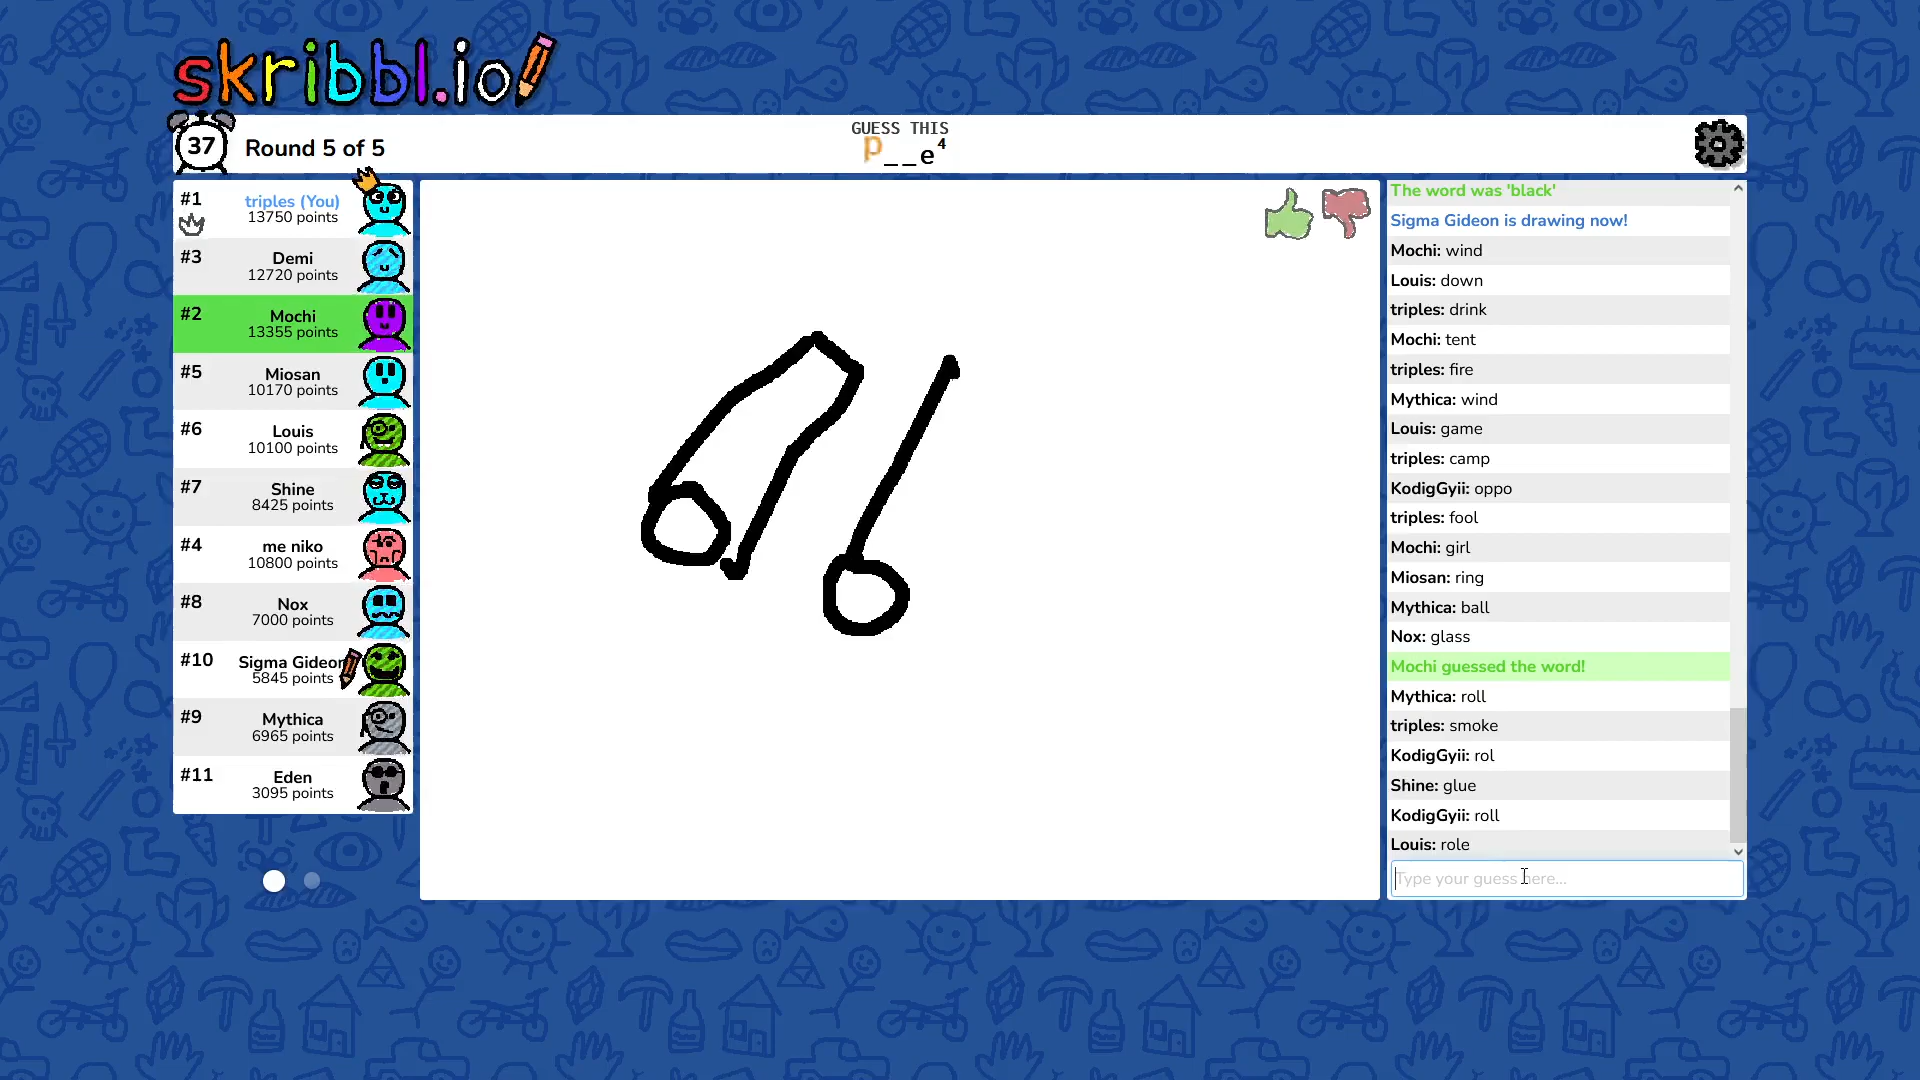 skribbl.io
37
Round 5 of 5
GUESS THIS
p__e⁴
#1
triples (You)
13750 points
#3
Demi
12720 points
#2
Mochi
13355 points
#5
Miosan
10170 points
#6
Louis
10100 points
#7
Shine
8425 points
#4
me niko
10800 points
#8
Nox
7000 points
#10
Sigma Gideon
5845 points
#9
Mythica
6965 points
#11
Eden
3095 points
The word was 'black'
Sigma Gideon is drawing now!
Mochi: wind
Louis: down
triples: drink
Mochi: tent
triples: fire
Mythica: wind
Louis: game
triples: camp
KodigGyii: oppo
triples: fool
Mochi: girl
Miosan: ring
Mythica: ball
Nox: glass
Mochi guessed the word!
Mythica: roll
triples: smoke
KodigGyii: rol
Shine: glue
KodigGyii: roll
Louis: role
Type your guess here...